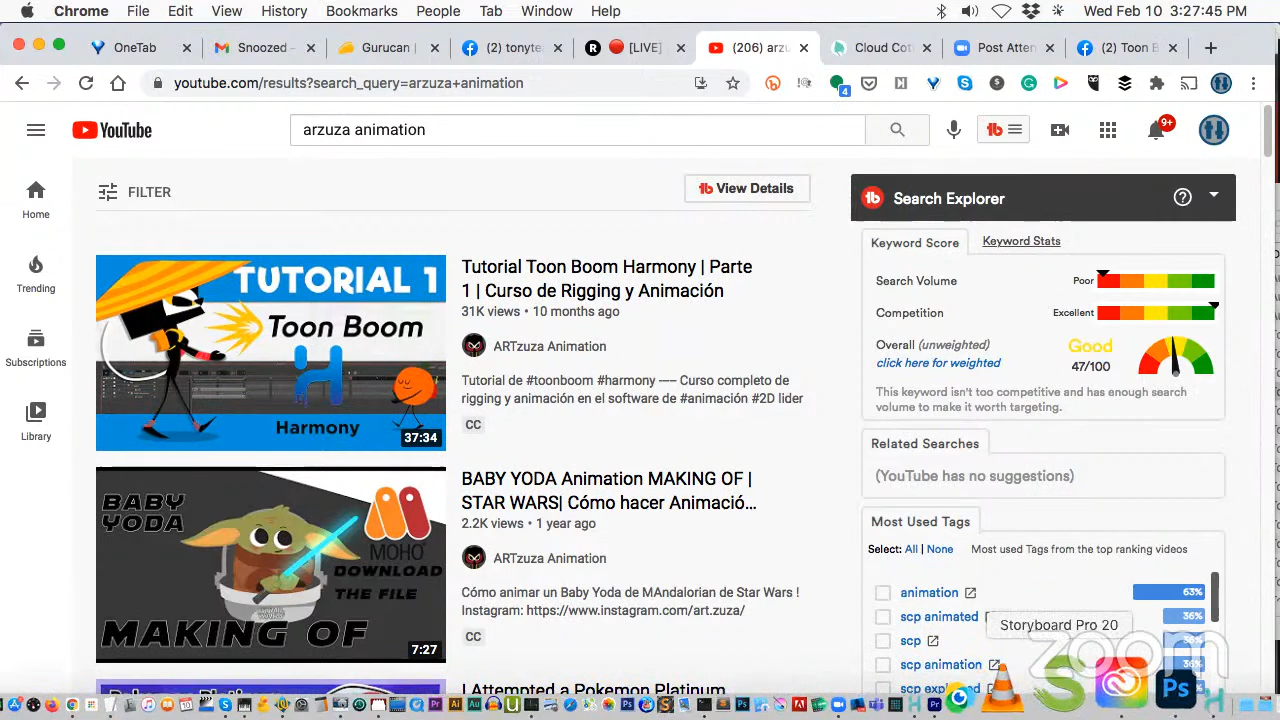 Chrome File Edit View History Bookmarks People Tab Window Help Wed Feb 10 3:27:45 PM
OneTab Snoozed – Gurucan | (2) tonyte [LIVE] (206) arzu Cloud Cot Post Atten (2) Toon B
youtube.com/results?search_query=arzuza+animation
4
YouTube
arzuza animation
9+
Home
Trending
Subscriptions
Library
FILTER
View Details
TUTORIAL 1
Toon Boom
Harmony
37:34
Tutorial Toon Boom Harmony | Parte
1 | Curso de Rigging y Animación
31K views • 10 months ago
ARTzuza Animation
Tutorial de #toonboom #harmony —- Curso completo de
rigging y animación en el software de #animación #2D lider
CC
BABY
YODA
MOHO
DOWNLOAD
THE FILE
MAKING OF
7:27
BABY YODA Animation MAKING OF |
STAR WARS| Cómo hacer Animació...
2.2K views • 1 year ago
ARTzuza Animation
Cómo animar un Baby Yoda de MAndalorian de Star Wars !
Instagram: https://www.instagram.com/art.zuza/
CC
I Attempted a Pokemon Platinum
Search Explorer
Keyword Score Keyword Stats
Search Volume Poor
Competition Excellent
Overall (unweighted) Good
click here for weighted 47/100
This keyword isn't too competitive and has enough search
volume to make it worth targeting.
Related Searches
(YouTube has no suggestions)
Most Used Tags
Select: All | None Most used Tags from the top ranking videos
animation 63%
scp animated 36%
scp 36%
scp animation 36%
scp
Storyboard Pro 20
zoom
Ps